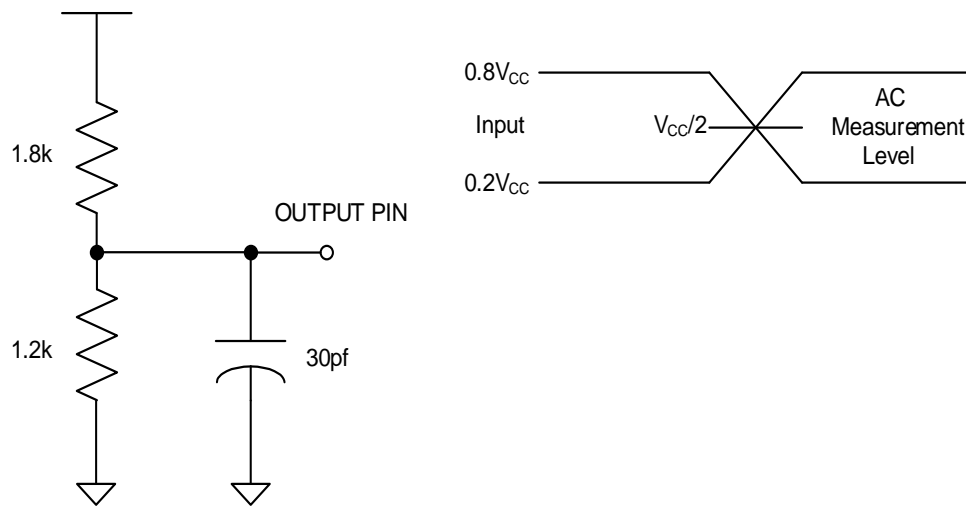 1.8k
1.2k
OUTPUT PIN
30pf
0.8VCC
Input
0.2VCC
VCC/2
AC
Measurement
Level